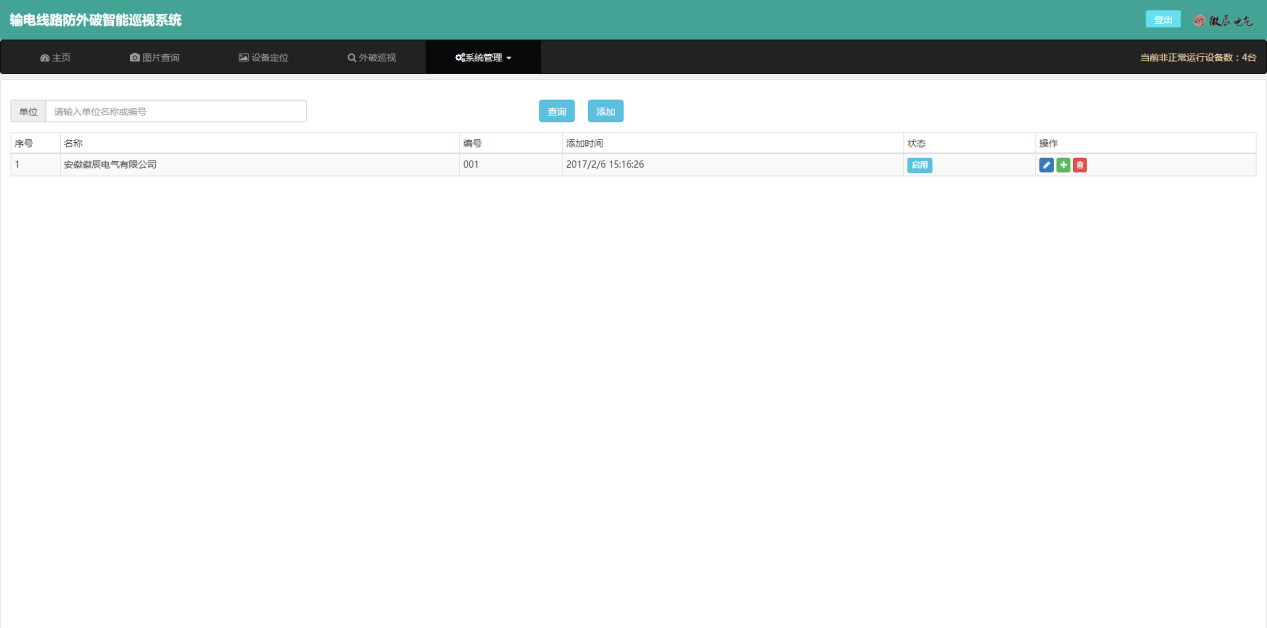 输电线路防外破智能巡视系统
登出 徽辰电气
主页 图片查询 设备定位 外破巡视 系统管理 当前非正常运行设备数：4台
单位 请输入单位名称或编号 查询 添加
序号 名称 编号 添加时间 状态 操作
1 安徽徽辰电气有限公司 001 2017/2/6 15:16:26 启用